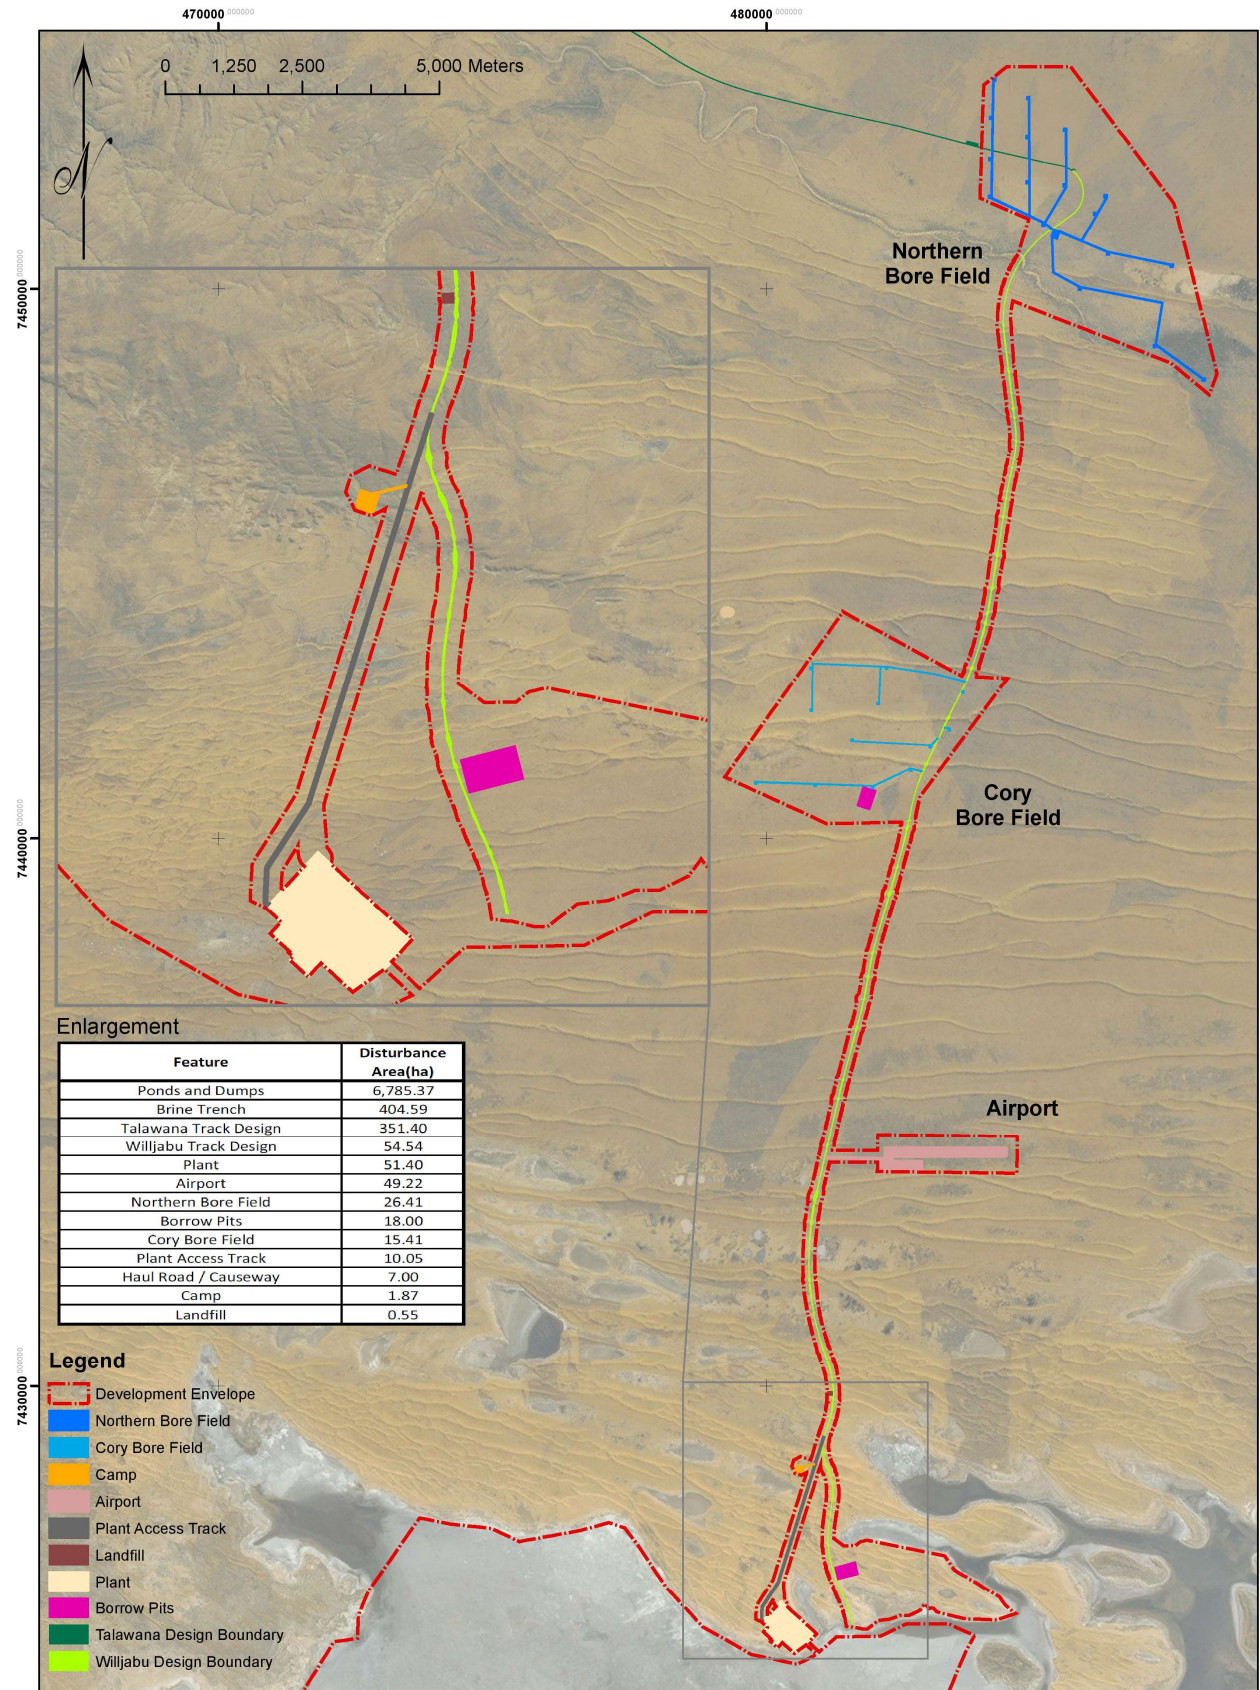 470000.000000
480000.000000
0 1,250 2,500 5,000 Meters
N
7450000.000000
7440000.000000
7430000.000000
Northern
Bore Field
Cory
Bore Field
Airport
Enlargement
Feature Disturbance Area(ha)
Ponds and Dumps 6,785.37
Brine Trench 404.59
Talawana Track Design 351.40
Willjabu Track Design 54.54
Plant 51.40
Airport 49.22
Northern Bore Field 26.41
Borrow Pits 18.00
Cory Bore Field 15.41
Plant Access Track 10.05
Haul Road / Causeway 7.00
Camp 1.87
Landfill 0.55
Legend
Development Envelope
Northern Bore Field
Cory Bore Field
Camp
Airport
Plant Access Track
Landfill
Plant
Borrow Pits
Talawana Design Boundary
Willjabu Design Boundary